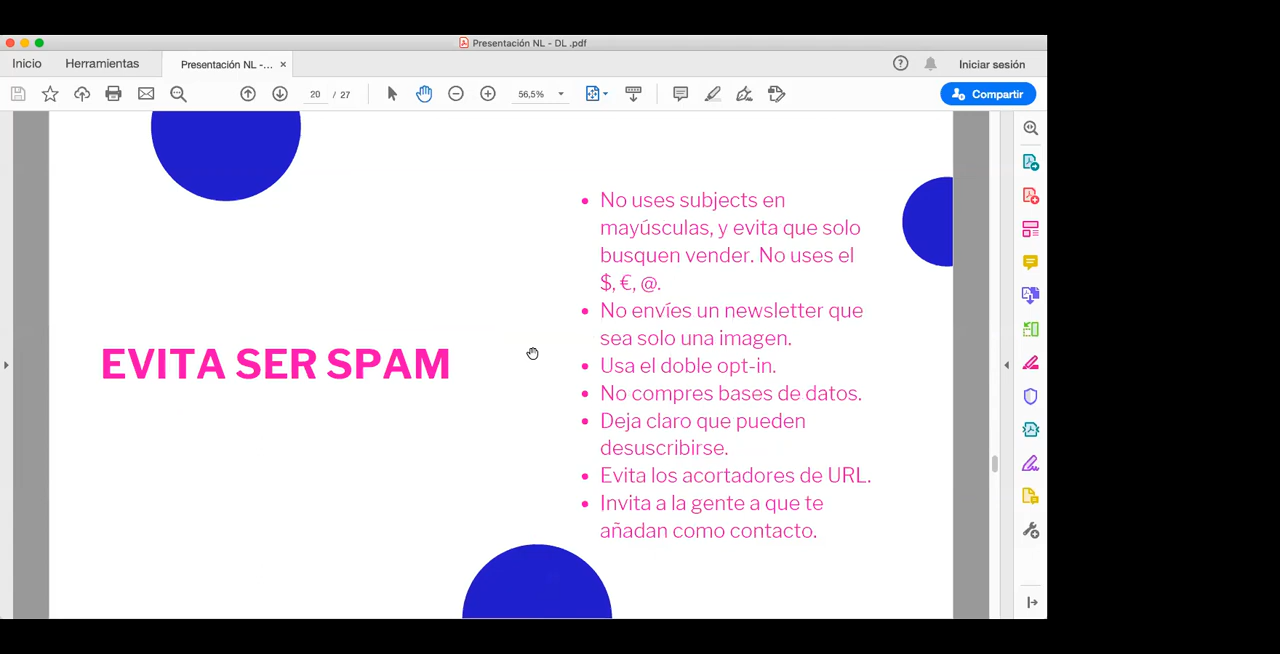 Presentación NL - DL .pdf
Inicio
Herramientas
Presentación NL -... ×
Iniciar sesión
20 / 27
56,5%
Compartir
EVITA SER SPAM
• No uses subjects en
mayúsculas, y evita que solo
busquen vender. No uses el
$, €, @.
• No envíes un newsletter que
sea solo una imagen.
• Usa el doble opt-in.
• No compres bases de datos.
• Deja claro que pueden
desuscribirse.
• Evita los acortadores de URL.
• Invita a la gente a que te
añadan como contacto.